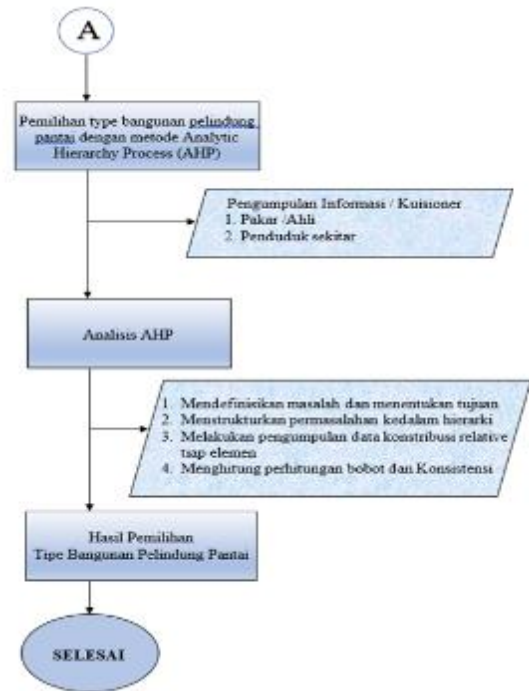 A
Pemilihan type bangunan pelindung
pantai dengan metode Analytic
Hierarchy Process (AHP)
Pengumpulan Informasi / Kuisioner
1. Pakar /Ahli
2. Penduduk sekitar
Analisis AHP
1. Mendefinisikan masalah dan menentukan tujuan
2. Menstrukturkan permasalahan kedalam hierarki
3. Melakukan pengumpulan data konstribusi relative
tiap elemen
4. Menghitung perhitungan bobot dan Konsistensi
Hasil Pemilihan
Tipe Bangunan Pelindung Pantai
SELESAI